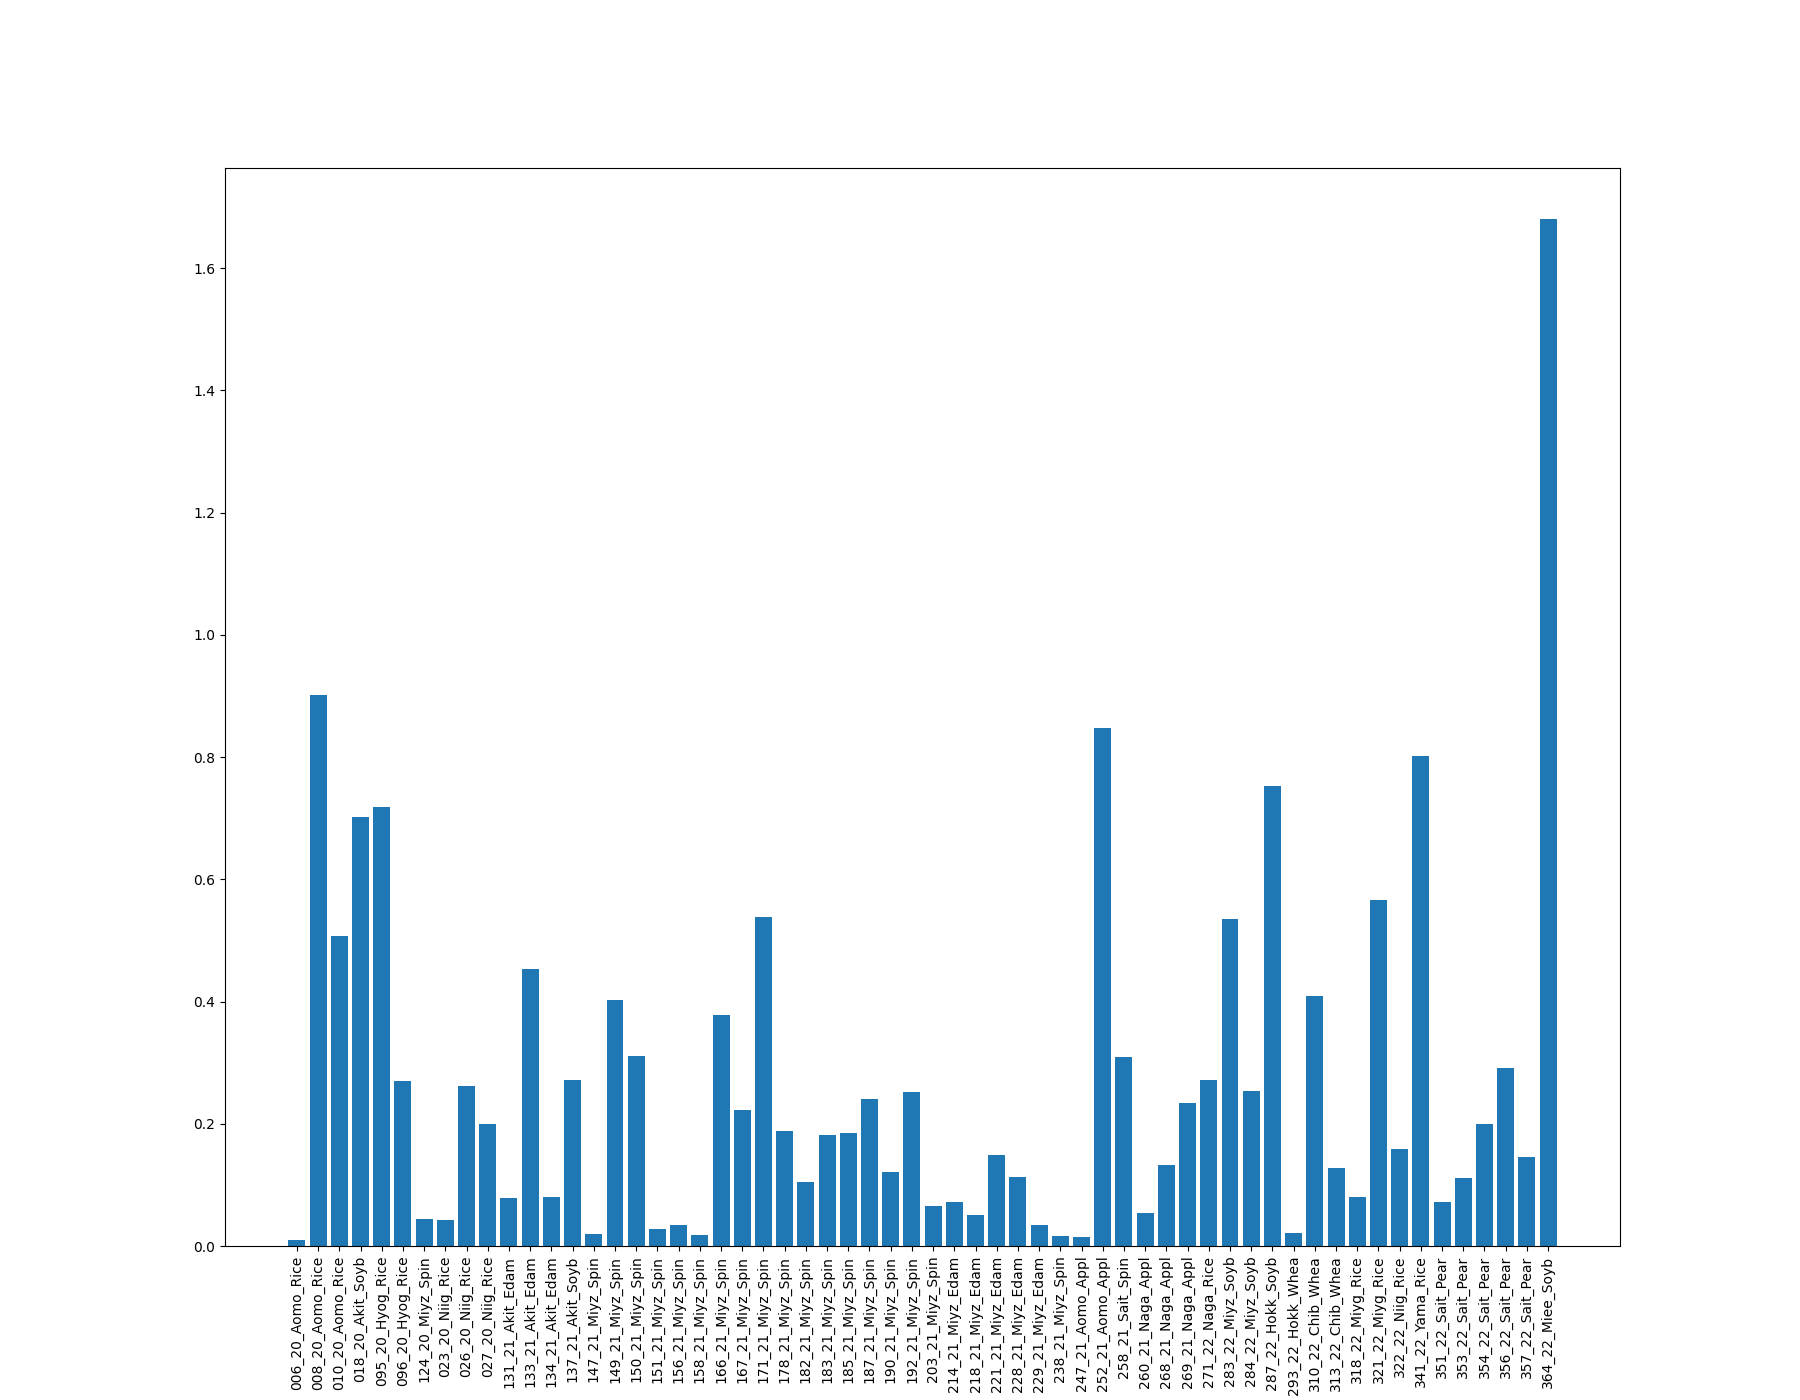 1.6
1.4
1.2
1.0
0.8
0.6
0.4
0.2
0.0
006_20_Aomo_Rice
008_20_Aomo_Rice
010_20_Aomo_Rice
018_20_Akit_Soyb
095_20_Hyog_Rice
096_20_Hyog_Rice
124_20_Miyz_Spin
023_20_Niig_Rice
026_20_Niig_Rice
027_20_Niig_Rice
131_21_Akit_Edam
133_21_Akit_Edam
134_21_Akit_Edam
137_21_Akit_Soyb
147_21_Miyz_Spin
149_21_Miyz_Spin
150_21_Miyz_Spin
151_21_Miyz_Spin
156_21_Miyz_Spin
158_21_Miyz_Spin
166_21_Miyz_Spin
167_21_Miyz_Spin
171_21_Miyz_Spin
178_21_Miyz_Spin
182_21_Miyz_Spin
183_21_Miyz_Spin
185_21_Miyz_Spin
187_21_Miyz_Spin
190_21_Miyz_Spin
192_21_Miyz_Spin
203_21_Miyz_Spin
214_21_Miyz_Edam
218_21_Miyz_Edam
221_21_Miyz_Edam
228_21_Miyz_Edam
229_21_Miyz_Edam
238_21_Miyz_Spin
247_21_Aomo_Appl
252_21_Aomo_Appl
258_21_Sait_Spin
260_21_Naga_Appl
268_21_Naga_Appl
269_21_Naga_Appl
271_22_Naga_Rice
283_22_Miyz_Soyb
284_22_Miyz_Soyb
287_22_Hokk_Soyb
293_22_Hokk_Whea
310_22_Chib_Whea
313_22_Chib_Whea
318_22_Miyg_Rice
321_22_Miyg_Rice
322_22_Niig_Rice
341_22_Yama_Rice
351_22_Sait_Pear
353_22_Sait_Pear
354_22_Sait_Pear
356_22_Sait_Pear
357_22_Sait_Pear
364_22_Miee_Soyb